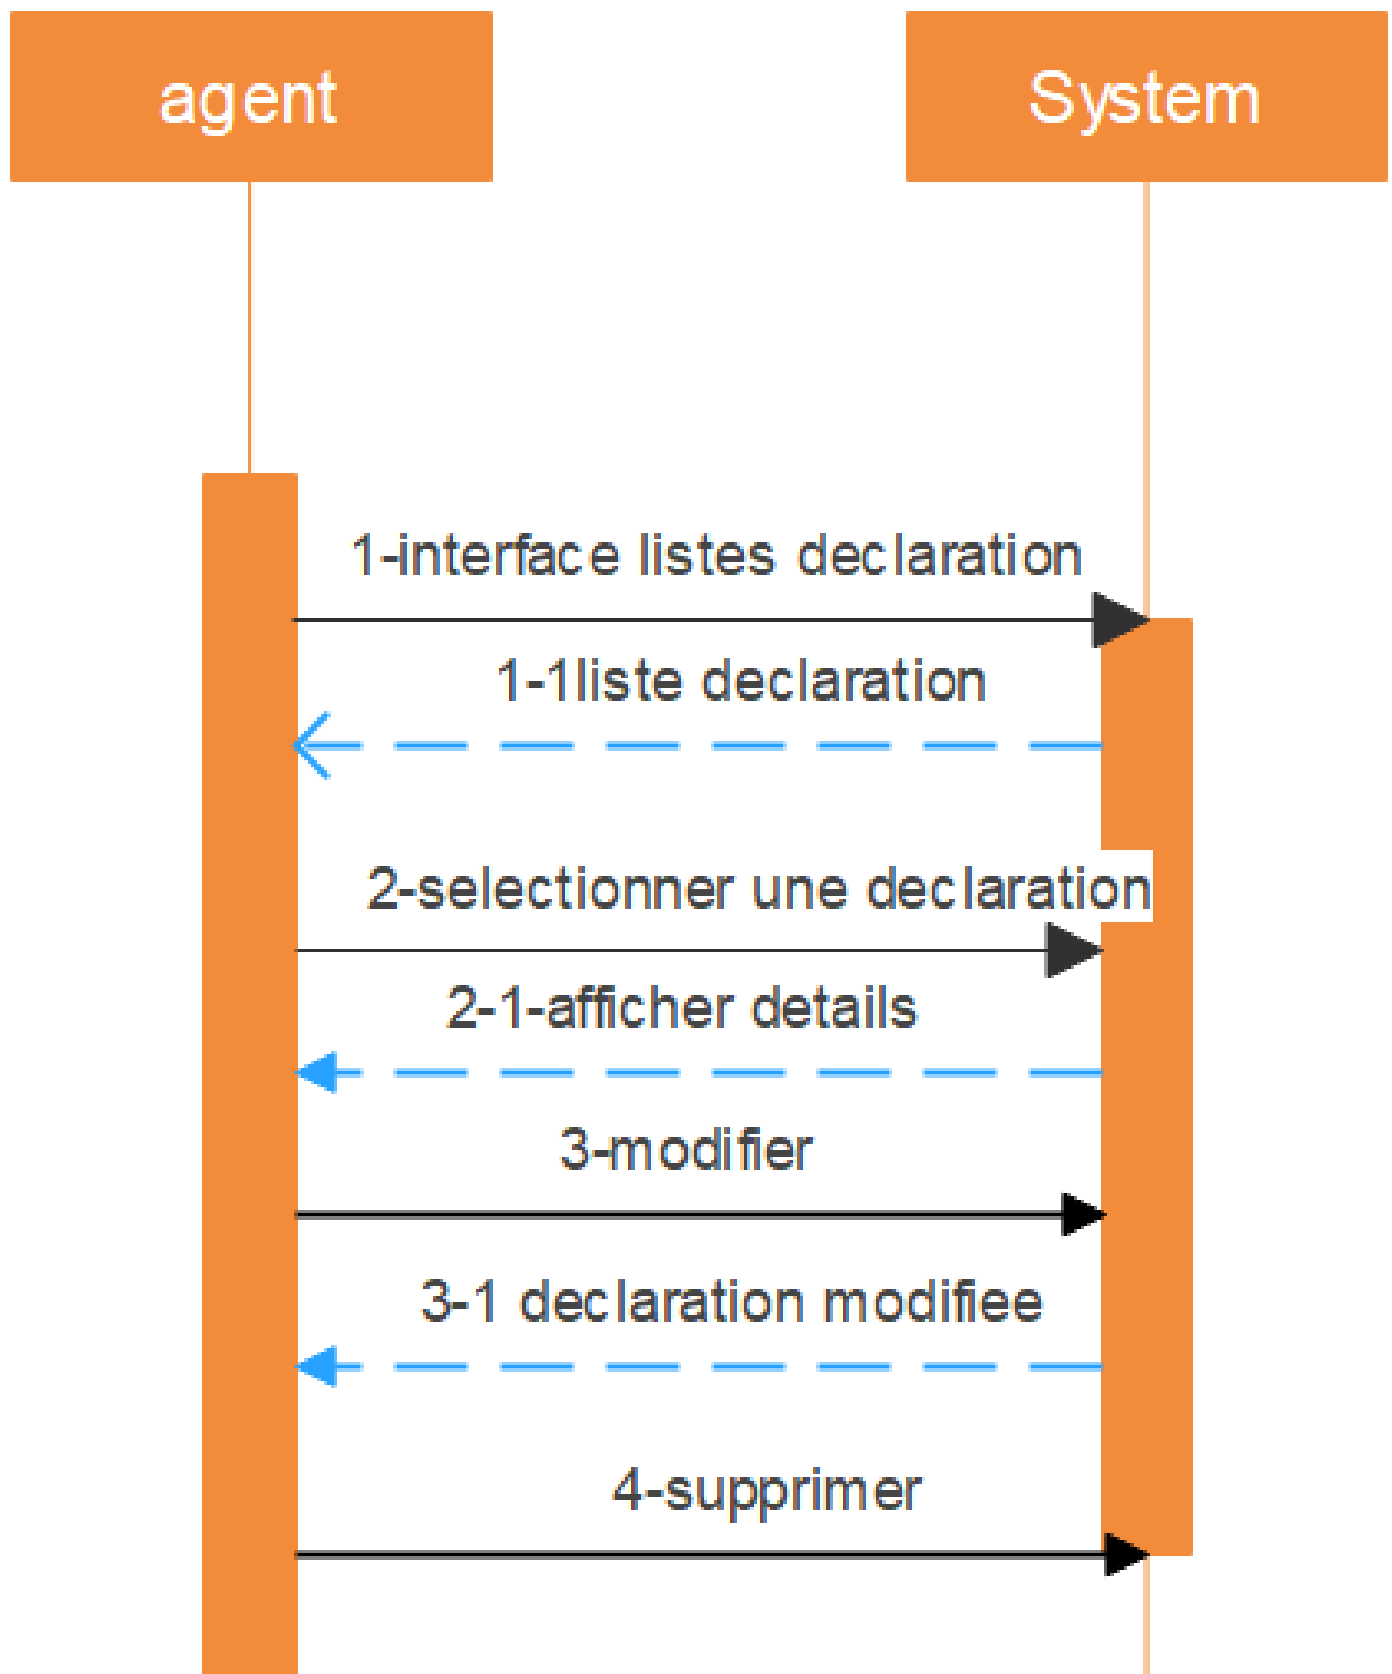 agent
System
1-interface listes declaration
1-1liste declaration
2-selectionner une declaration
2-1-afficher details
3-modifier
3-1 declaration modifiee
4-supprimer